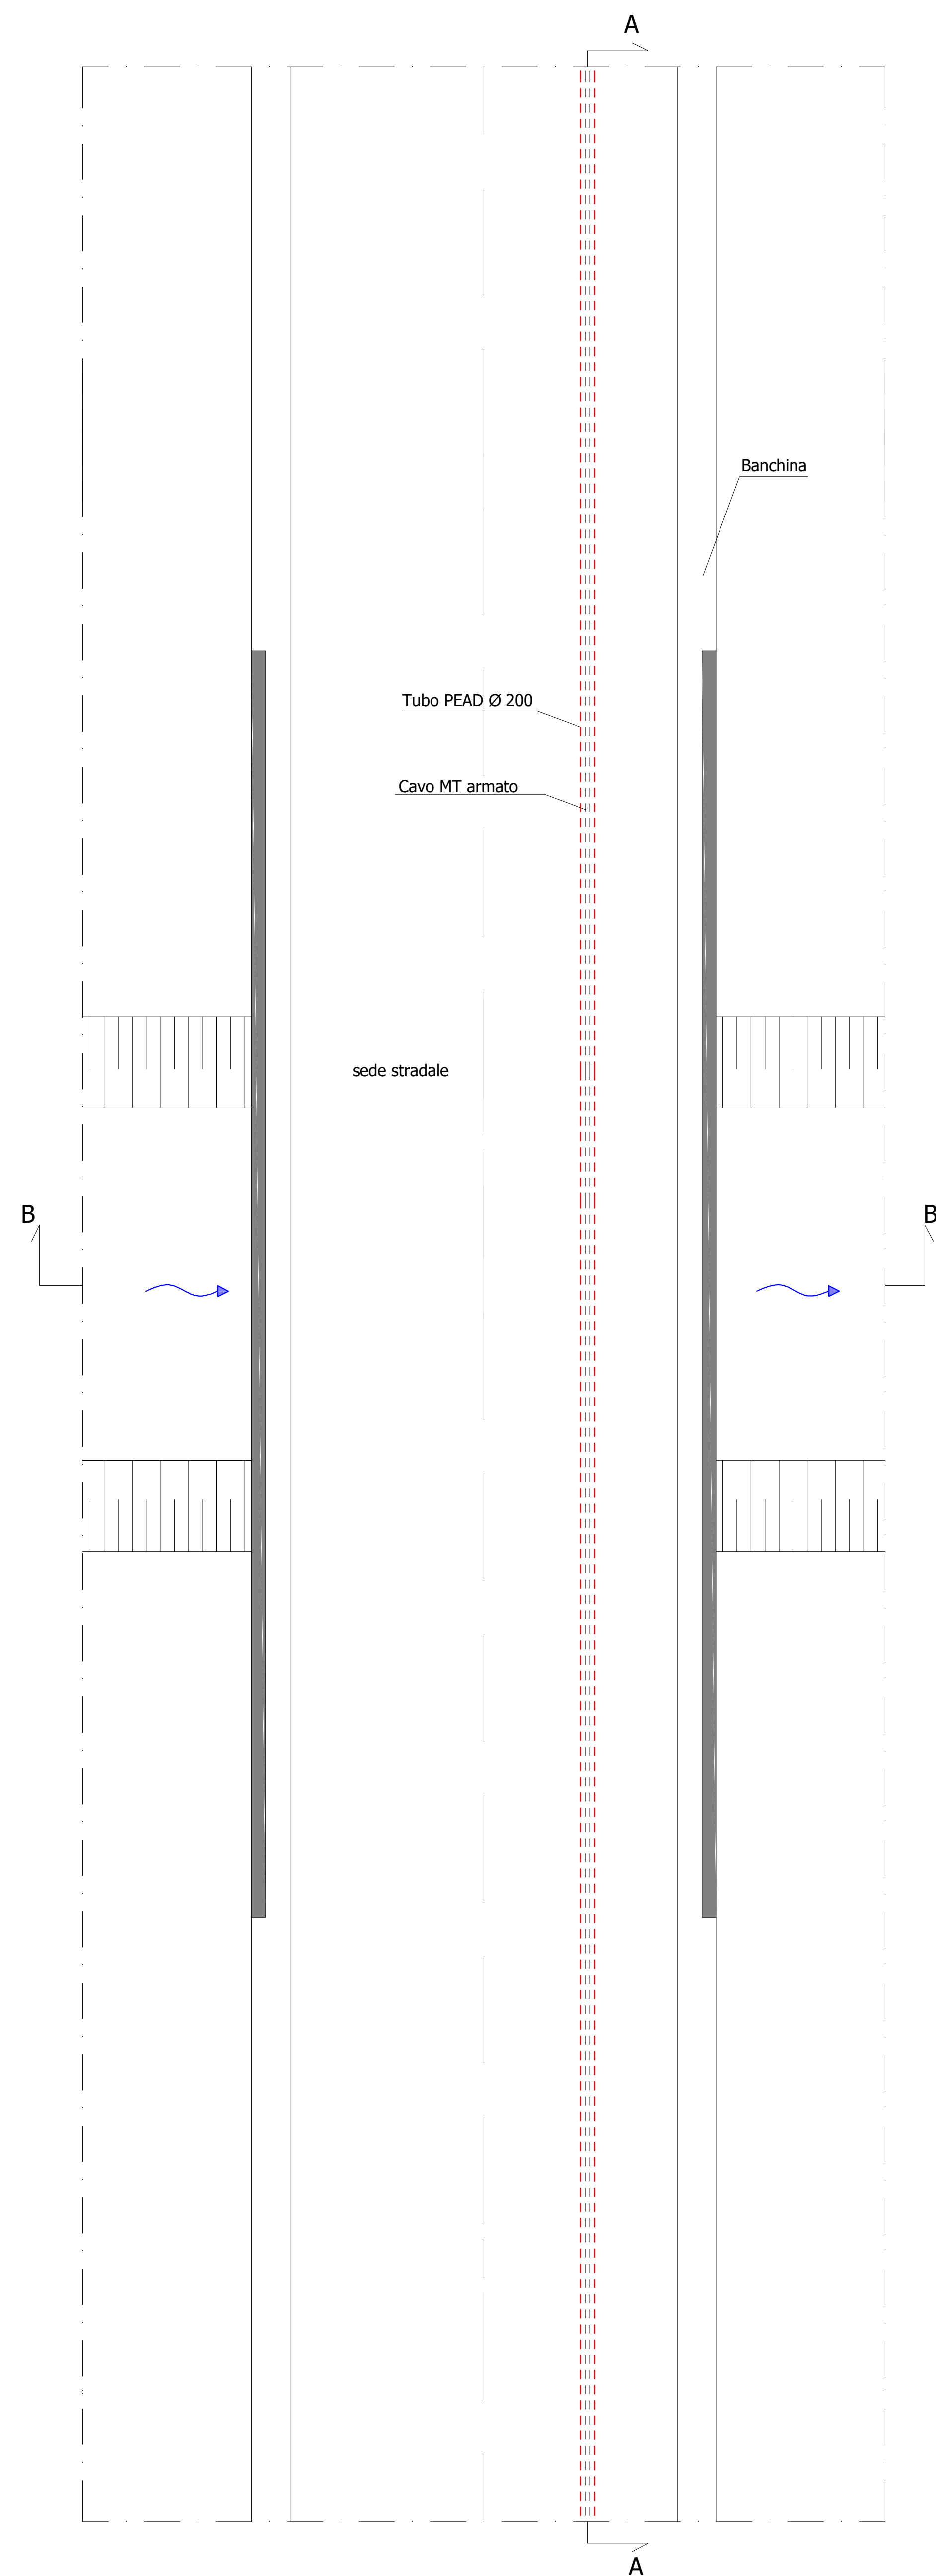 A
Banchina
Tubo PEAD Ø 200
Cavo MT armato
sede stradale
B
B
A